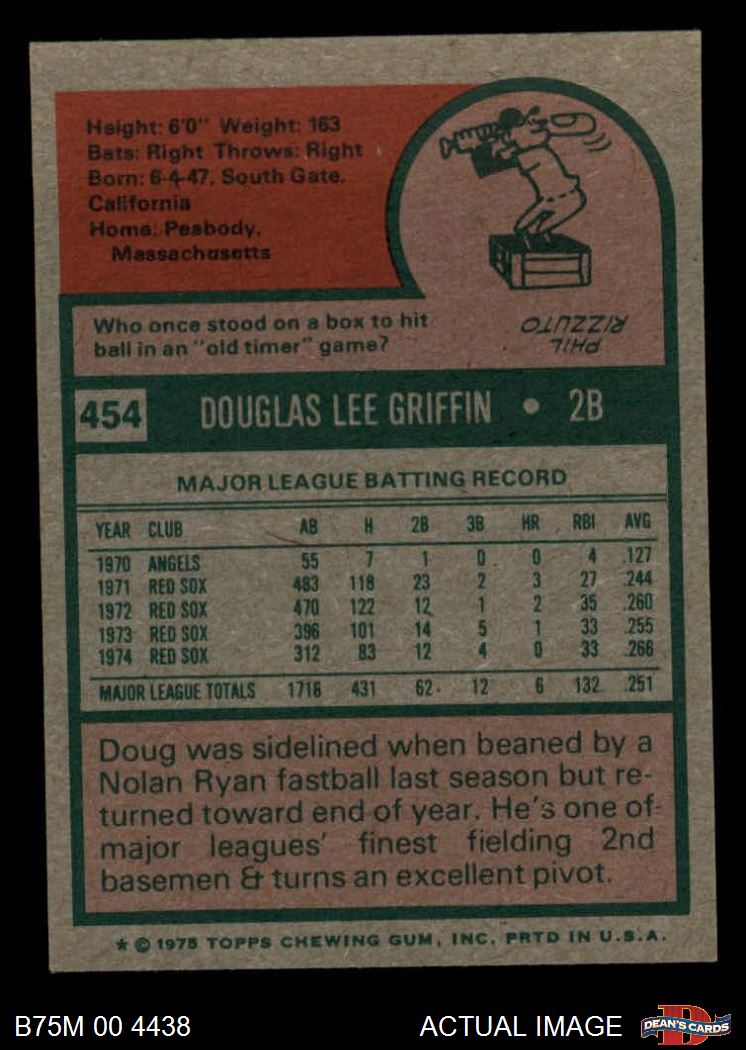 Height: 6'0" Weight: 163
Bats: Right Throws: Right
Born: 6-4-47, South Gate,
California
Home: Peabody,
Massachusetts
Who once stood on a box to hit
ball in an "old timer" game?
PHIL
RIZZUTO
454 DOUGLAS LEE GRIFFIN • 2B
MAJOR LEAGUE BATTING RECORD
YEAR CLUB AB H 2B 3B HR RBI AVG
1970 ANGELS 55 7 1 0 0 4 .127
1971 RED SOX 483 118 23 2 3 27 .244
1972 RED SOX 470 122 12 1 2 35 .260
1973 RED SOX 396 101 14 5 1 33 .255
1974 RED SOX 312 83 12 4 0 33 .266
MAJOR LEAGUE TOTALS 1716 431 62 12 6 132 .251
Doug was sidelined when beaned by a
Nolan Ryan fastball last season but re-
turned toward end of year. He's one of
major leagues' finest fielding 2nd
basemen & turns an excellent pivot.
* © 1975 TOPPS CHEWING GUM, INC. PRTD IN U.S.A.
B75M 00 4438 ACTUAL IMAGE D DEAN'S CARDS